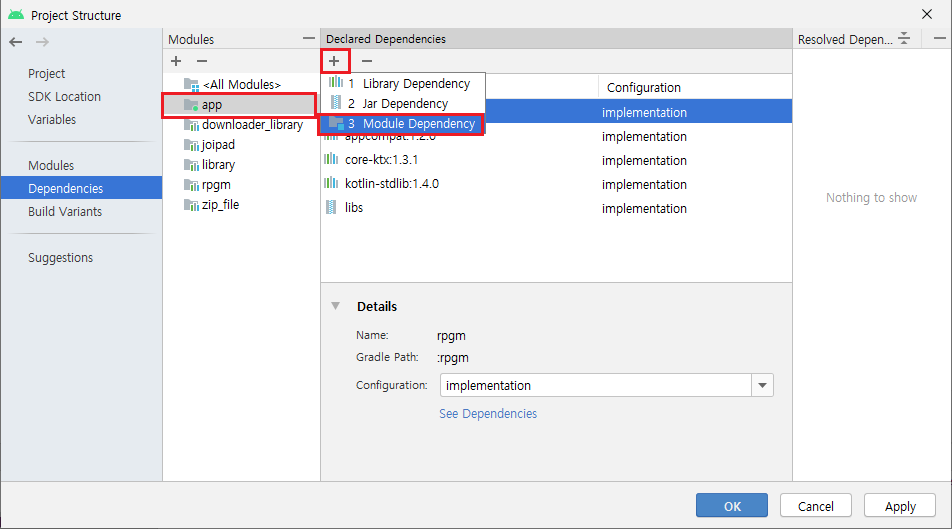 Project Structure
Project
SDK Location
Variables
Modules
Dependencies
Build Variants
Suggestions
Modules
<All Modules>
app
downloader_library
joipad
library
rpgm
zip_file
Declared Dependencies
1 Library Dependency
2 Jar Dependency
3 Module Dependency
Configuration
implementation
appcompat:1.2.0 implementation
core-ktx:1.3.1 implementation
kotlin-stdlib:1.4.0 implementation
libs implementation
Details
Name: rpgm
Gradle Path: :rpgm
Configuration: implementation
See Dependencies
Resolved Depen...
Nothing to show
OK Cancel Apply